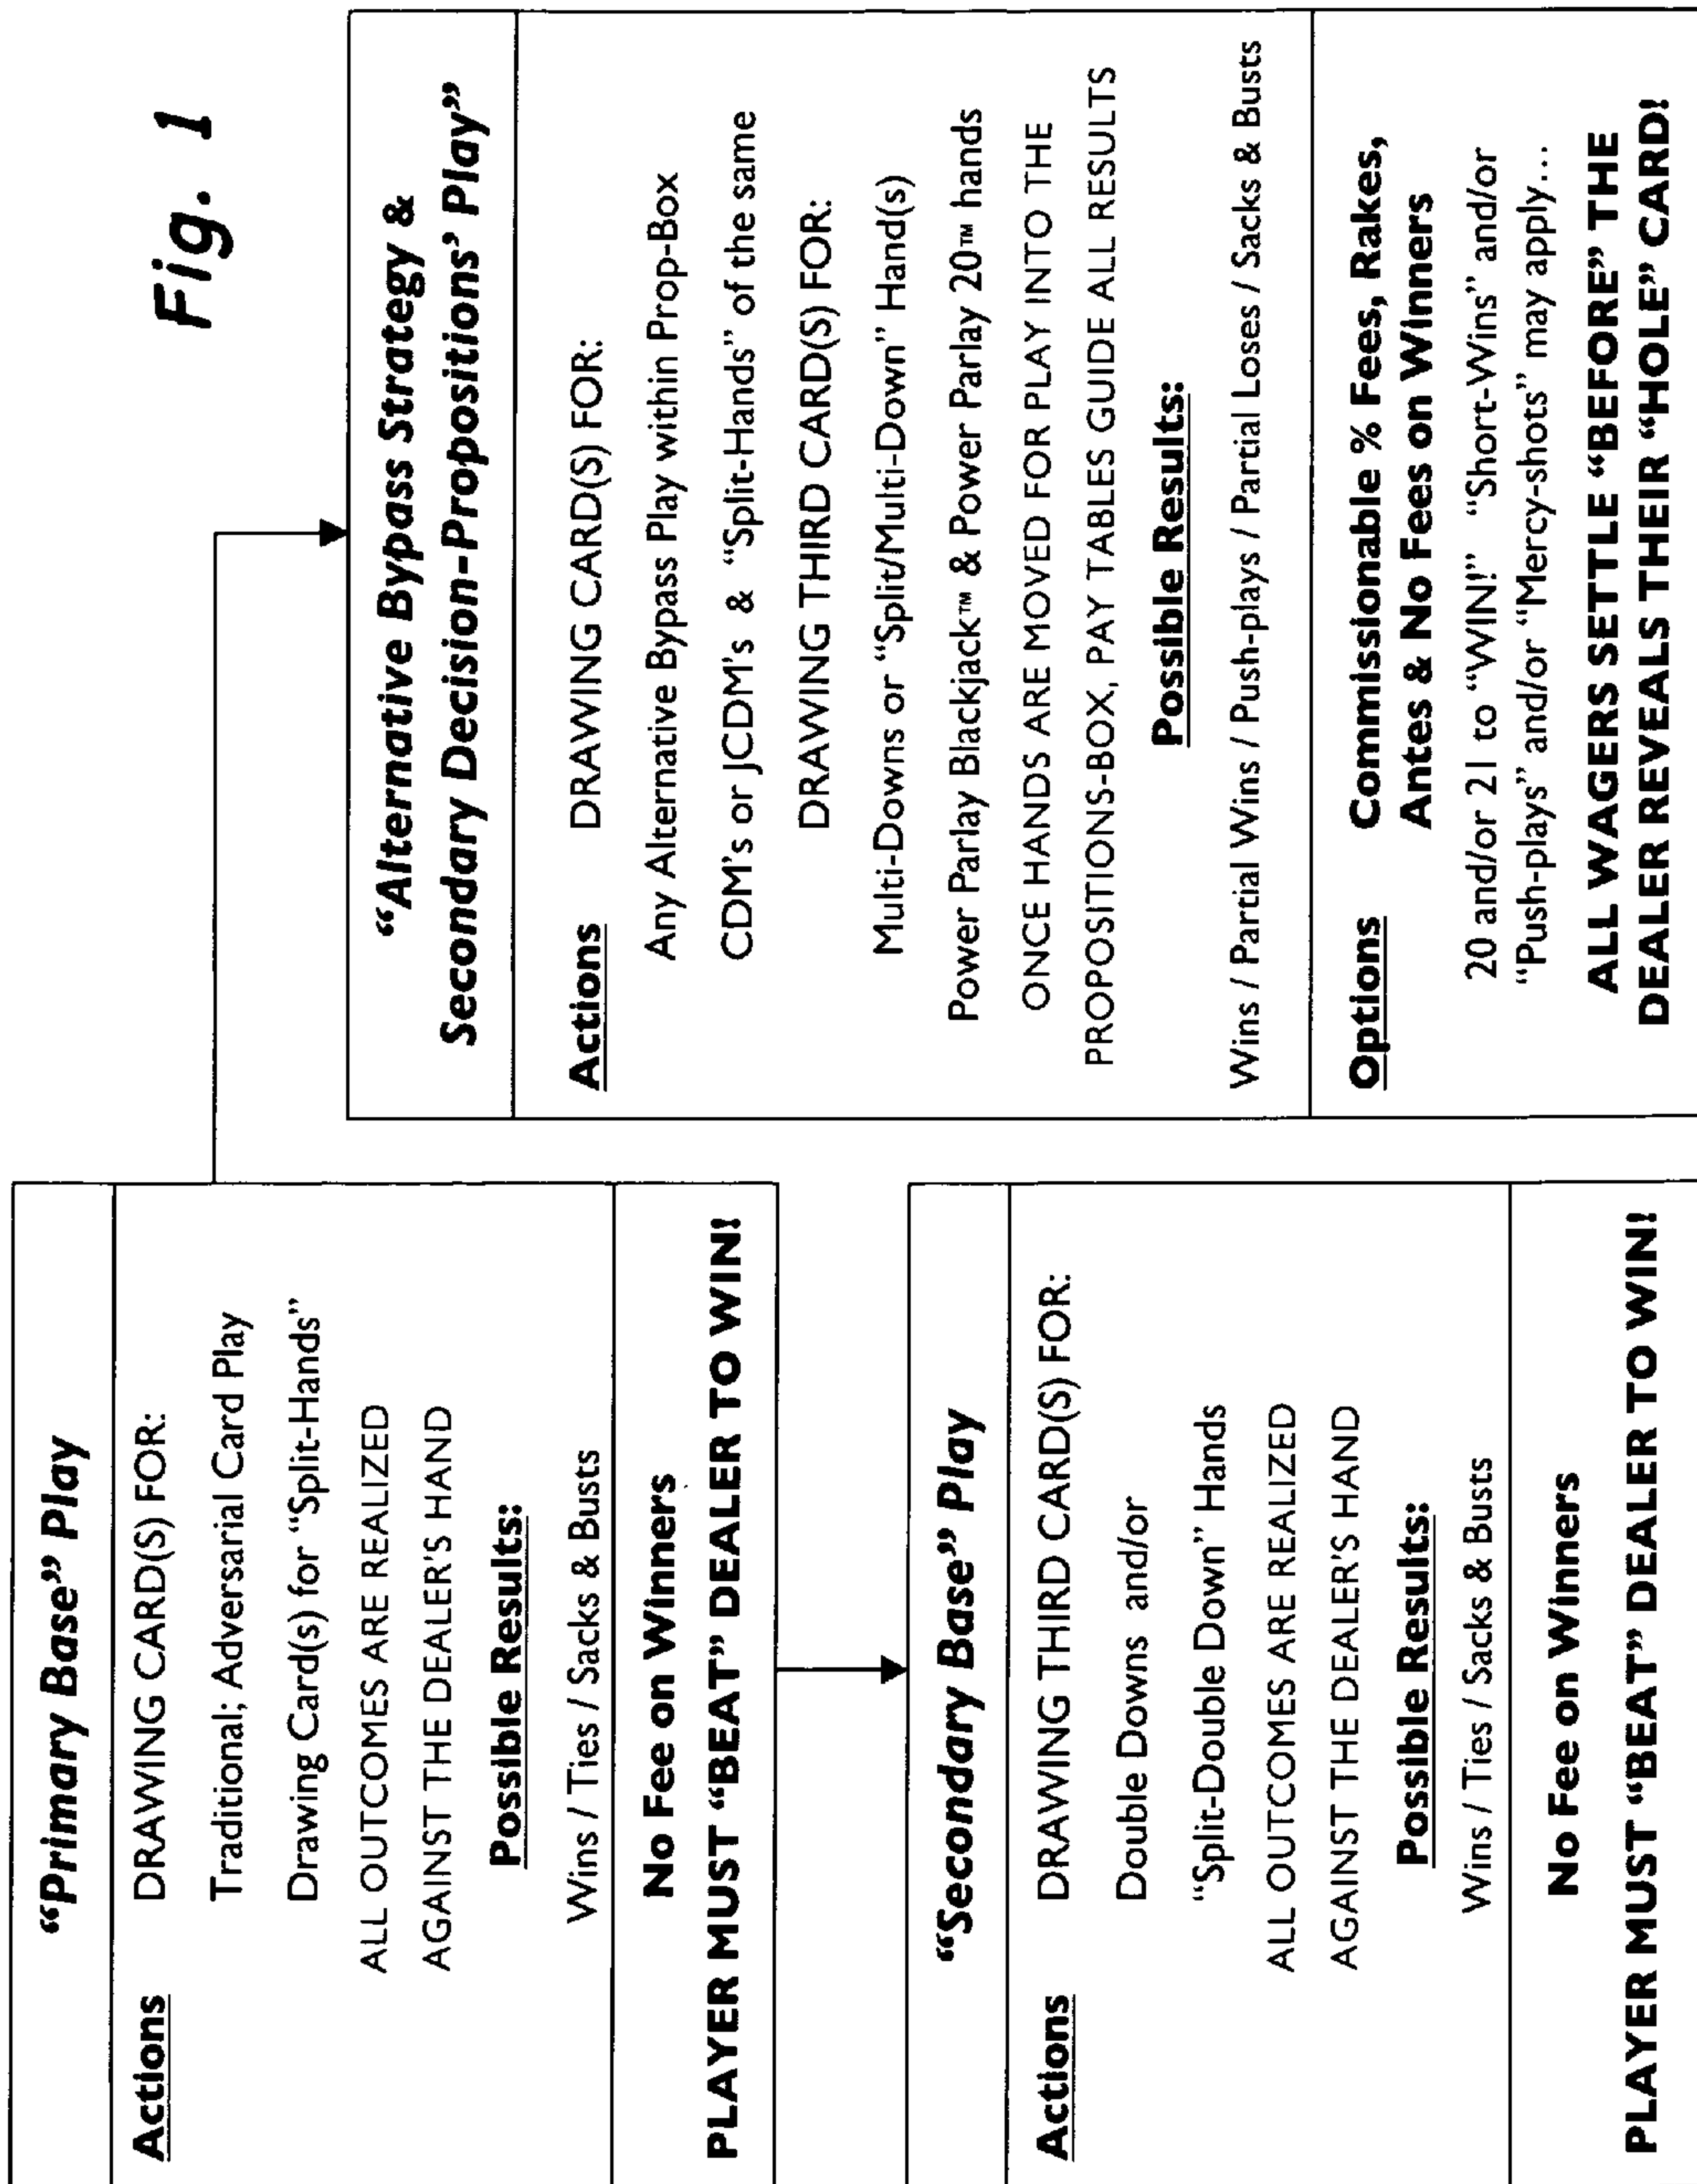 Fig. 1
“Primary Base” Play
Actions DRAWING CARD(S) FOR:
Traditional; Adversarial Card Play
Drawing Card(s) for “Split-Hands”
ALL OUTCOMES ARE REALIZED
AGAINST THE DEALER'S HAND
Possible Results:
Wins / Ties / Sacks & Busts
No Fee on Winners
PLAYER MUST “BEAT” DEALER TO WIN!
“Secondary Base” Play
Actions DRAWING THIRD CARD(S) FOR:
Double Downs and/or
“Split-Double Down” Hands
ALL OUTCOMES ARE REALIZED
AGAINST THE DEALER'S HAND
Possible Results:
Wins / Ties / Sacks & Busts
No Fee on Winners
PLAYER MUST “BEAT” DEALER TO WIN!
“Alternative Bypass Strategy &
Secondary Decision-Propositions' Play”
Actions DRAWING CARD(S) FOR:
Any Alternative Bypass Play within Prop-Box
CDM's or JCDM's & “Split-Hands” of the same
DRAWING THIRD CARD(S) FOR:
Multi-Downs or “Split/Multi-Down” Hand(s)
Power Parlay Blackjack™ & Power Parlay 20™ hands
ONCE HANDS ARE MOVED FOR PLAY INTO THE
PROPOSITIONS-BOX, PAY TABLES GUIDE ALL RESULTS
Possible Results:
Wins / Partial Wins / Push-plays / Partial Loses / Sacks & Busts
Options Commissionable % Fees, Rakes,
Antes & No Fees on Winners
20 and/or 21 to “WIN!” “Short-Wins” and/or
“Push-plays” and/or “Mercy-shots” may apply...
ALL WAGERS SETTLE “BEFORE” THE
DEALER REVEALS THEIR “HOLE” CARD!